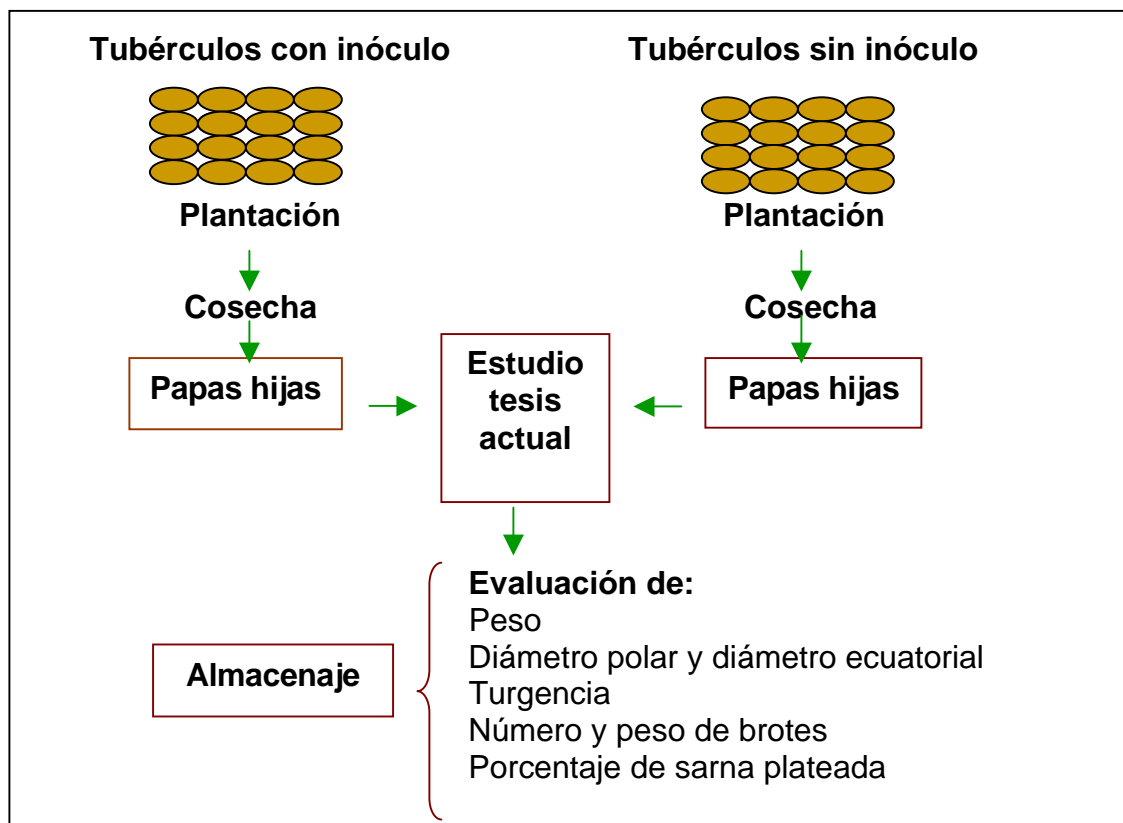 Tubérculos con inóculo
Tubérculos sin inóculo
Plantación
Plantación
Cosecha
Cosecha
Papas hijas
Estudio
tesis
actual
Papas hijas
Evaluación de:
Peso
Diámetro polar y diámetro ecuatorial
Almacenaje
Turgencia
Número y peso de brotes
Porcentaje de sarna plateada